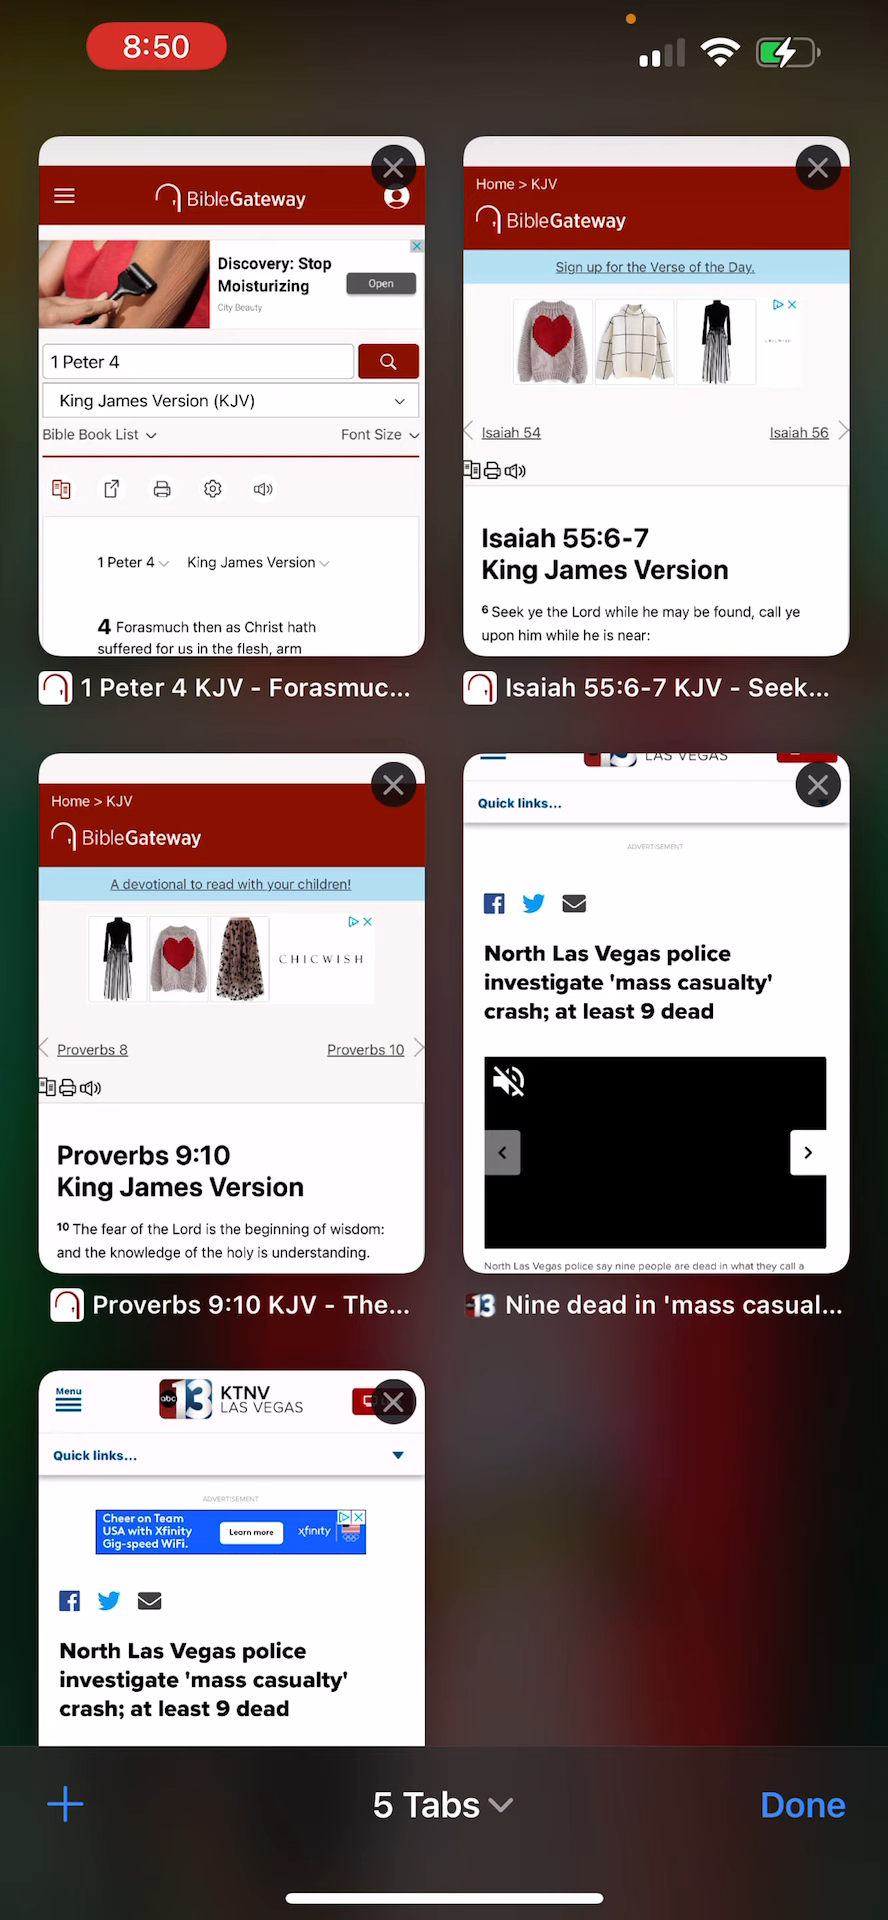 8:50
BibleGateway
Discovery: Stop
Moisturizing
City Beauty
Open
1 Peter 4
King James Version (KJV)
Bible Book List
Font Size
1 Peter 4
King James Version
4 Forasmuch then as Christ hath
suffered for us in the flesh, arm
1 Peter 4 KJV - Forasmuc...
Home > KJV
BibleGateway
Sign up for the Verse of the Day.
CHICWISH
Isaiah 54
Isaiah 56
Isaiah 55:6-7
King James Version
6 Seek ye the Lord while he may be found, call ye
upon him while he is near:
Isaiah 55:6-7 KJV - Seek...
Home > KJV
BibleGateway
A devotional to read with your children!
CHICWISH
Proverbs 8
Proverbs 10
Proverbs 9:10
King James Version
10 The fear of the Lord is the beginning of wisdom:
and the knowledge of the holy is understanding.
Proverbs 9:10 KJV - The...
13
LAS VEGAS
Quick links...
ADVERTISEMENT
North Las Vegas police
investigate 'mass casualty'
crash; at least 9 dead
North Las Vegas police say nine people are dead in what they call a
13 Nine dead in 'mass casual...
Menu
abc 13 KTNV
LAS VEGAS
Quick links...
ADVERTISEMENT
Cheer on Team
USA with Xfinity
Gig-speed WiFi.
Learn more
xfinity
North Las Vegas police
investigate 'mass casualty'
crash; at least 9 dead
5 Tabs
Done